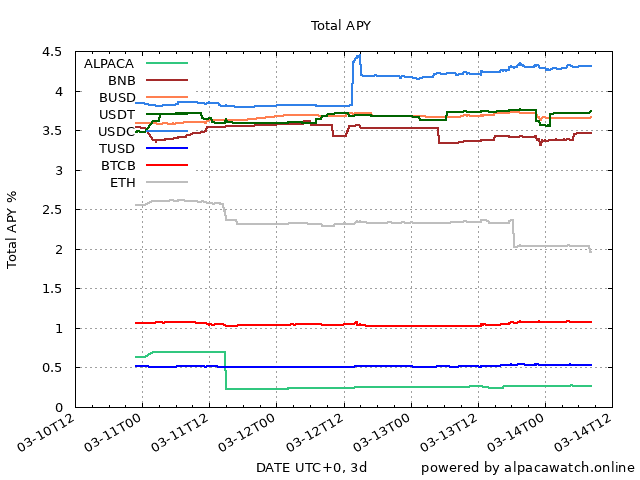 Total APY
Total APY %
4.5
4
3.5
3
2.5
2
1.5
1
0.5
0
ALPACA
BNB
BUSD
USDT
USDC
TUSD
BTCB
ETH
03-10T12
03-11T00
03-11T12
03-12T00
03-12T12
03-13T00
03-13T12
03-14T00
03-14T12
DATE UTC+0, 3d
powered by alpacawatch.online